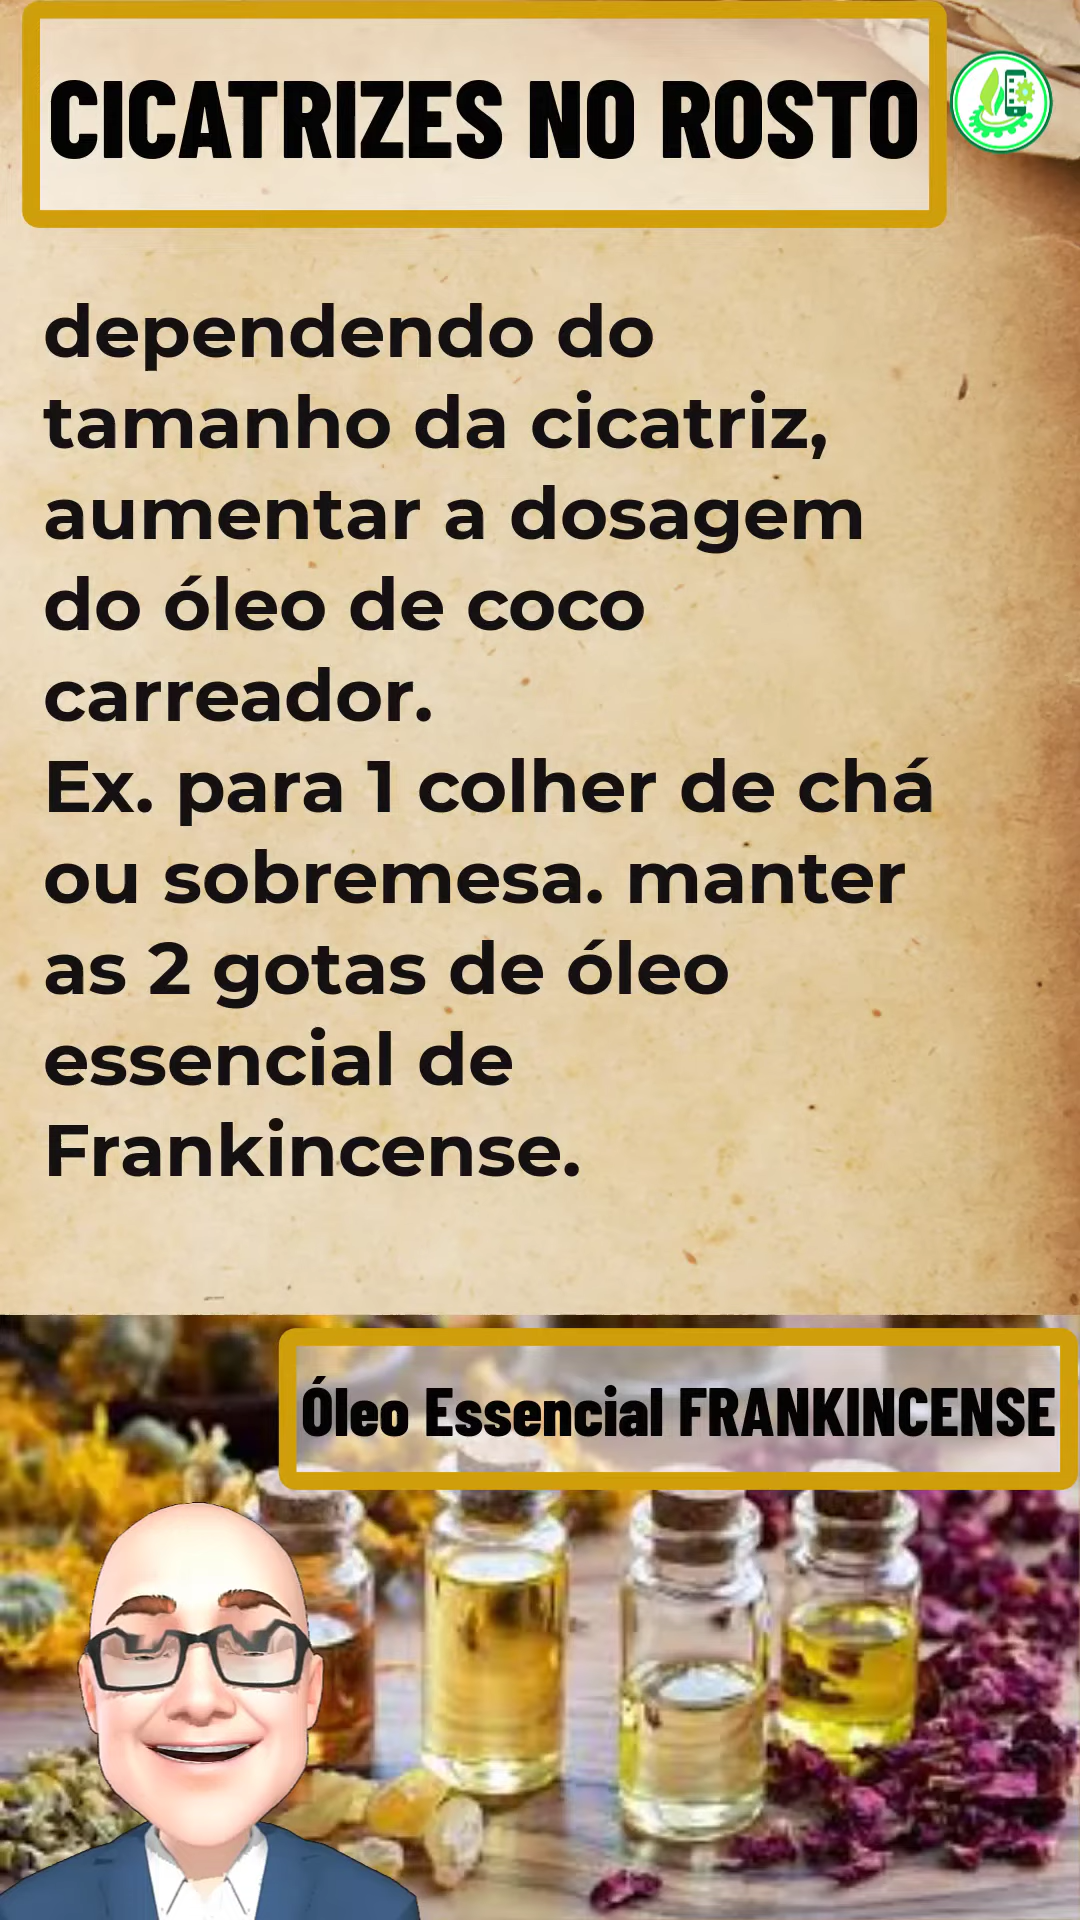 CICATRIZES NO ROSTO
dependendo do
tamanho da cicatriz,
aumentar a dosagem
do óleo de coco
carreador.
Ex. para 1 colher de chá
ou sobremesa. manter
as 2 gotas de óleo
essencial de
Frankincense.
Óleo Essencial FRANKINCENSE